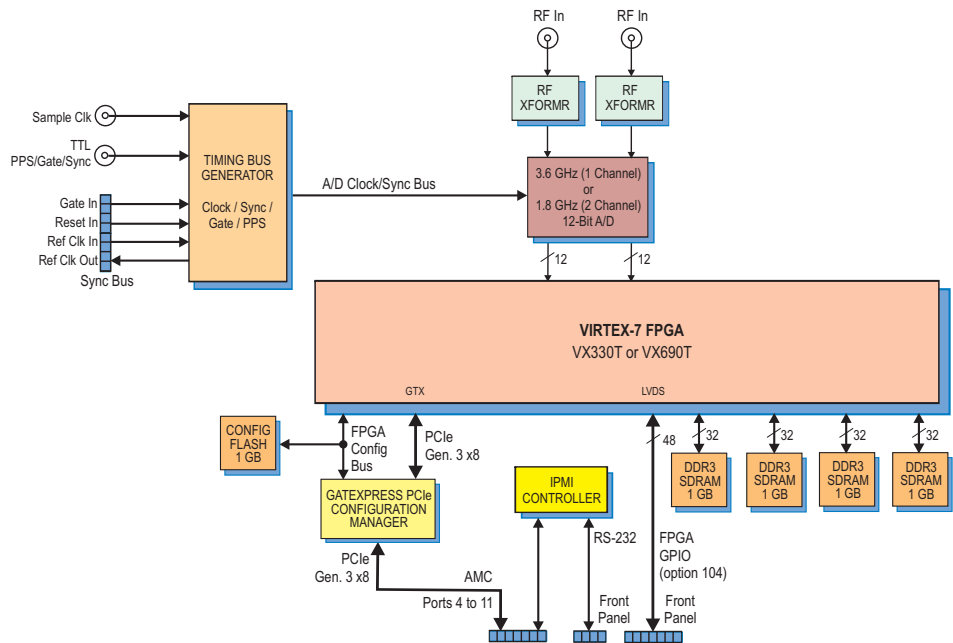 RF In
RF In
RF
XFORMR
RF
XFORMR
Sample Clk
TTL
PPS/Gate/Sync
Gate In
Reset In
Ref Clk In
Ref Clk Out
Sync Bus
TIMING BUS
GENERATOR
Clock / Sync /
Gate / PPS
A/D Clock/Sync Bus
3.6 GHz (1 Channel)
or
1.8 GHz (2 Channel)
12-Bit A/D
12
12
VIRTEX-7 FPGA
VX330T or VX690T
GTX
LVDS
CONFIG
FLASH
1 GB
FPGA
Config
Bus
PCIe
Gen. 3 x8
48
32
32
32
32
DDR3
SDRAM
1 GB
DDR3
SDRAM
1 GB
DDR3
SDRAM
1 GB
DDR3
SDRAM
1 GB
GATEXPRESS PCIe
CONFIGURATION
MANAGER
IPMI
CONTROLLER
RS-232
FPGA
GPIO
(option 104)
PCIe
Gen. 3 x8
AMC
Ports 4 to 11
Front
Panel
Front
Panel